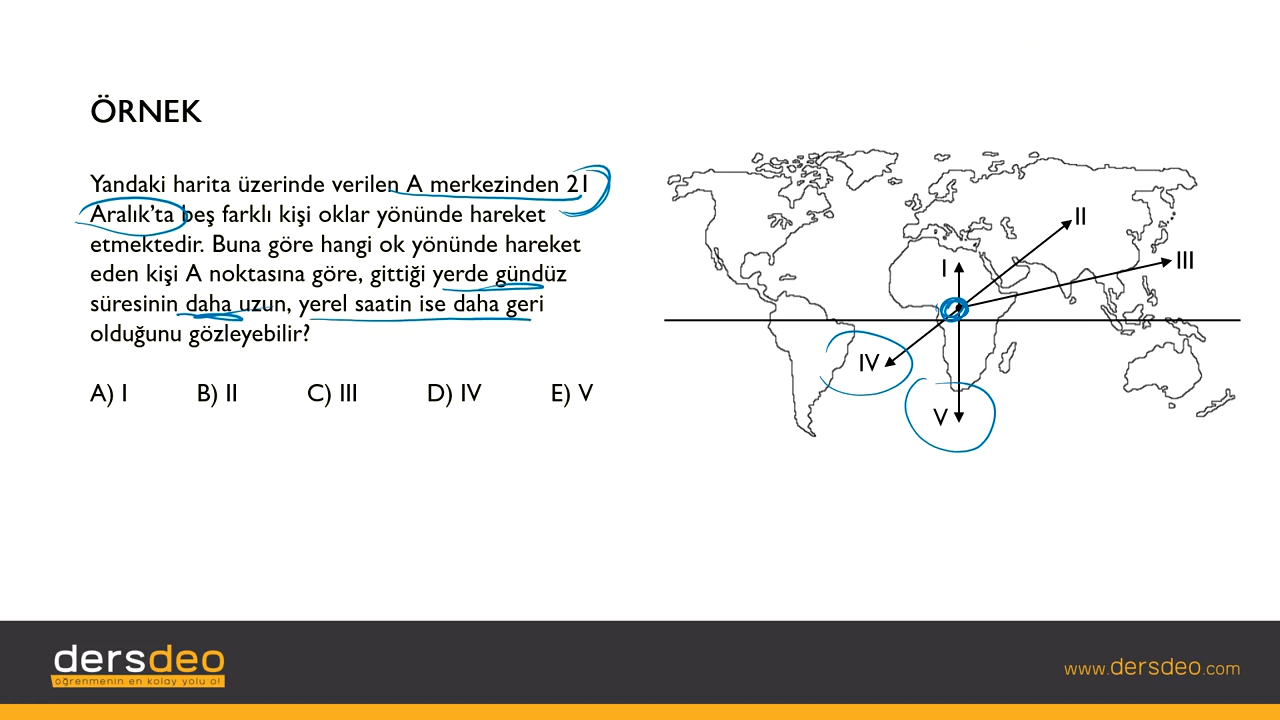 ÖRNEK
Yandaki harita üzerinde verilen A merkezinden 21
Aralık'ta beş farklı kişi oklar yönünde hareket
etmektedir. Buna göre hangi ok yönünde hareket
eden kişi A noktasına göre, gittiği yerde gündüz
süresinin daha uzun, yerel saatin ise daha geri
olduğunu gözleyebilir?
A) I B) II C) III D) IV E) V
II
III
I
IV
V
dersdeo
öğrenmenin en kolay yolu o!
www.dersdeo.com